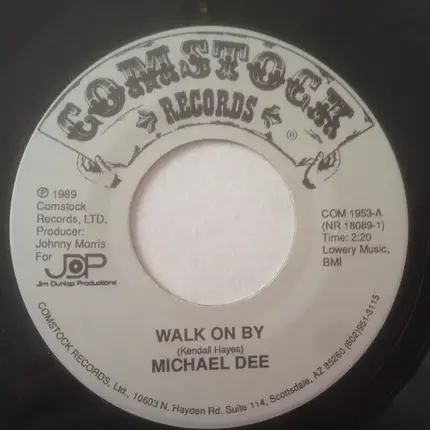 COMSTOCK
RECORDS
®
℗ 1989
Comstock
Records, LTD.
Producer:
Johnny Morris
For JDP
Jim Dunlap Productions
COM 1953-A
(NR 18089-1)
Time: 2:20
Lowery Music,
BMI
WALK ON BY
(Kendall Hayes)
MICHAEL DEE
COMSTOCK RECORDS, Ltd., 10603 N. Hayden Rd. Suite 114, Scottsdale, AZ 85260 (602)951-3115